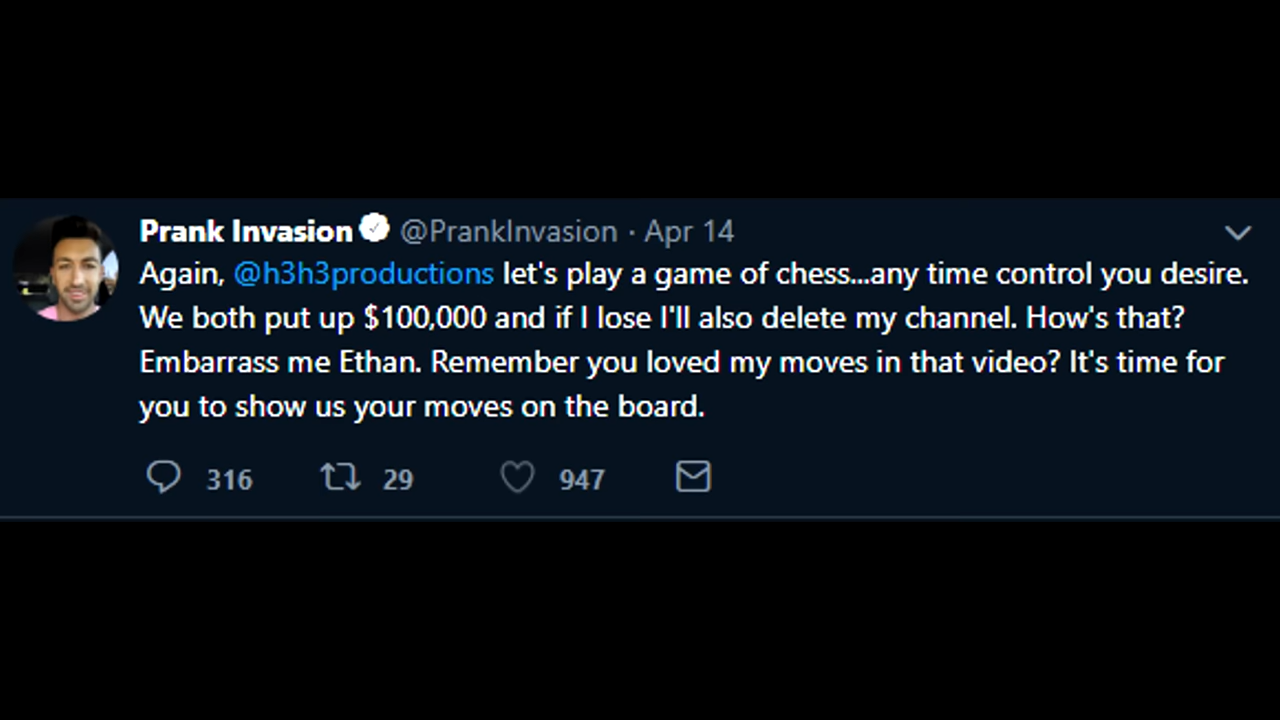 Prank Invasion @PrankInvasion · Apr 14
Again, @h3h3productions let's play a game of chess...any time control you desire.
We both put up $100,000 and if I lose I'll also delete my channel. How's that?
Embarrass me Ethan. Remember you loved my moves in that video? It's time for
you to show us your moves on the board.
316 29 947